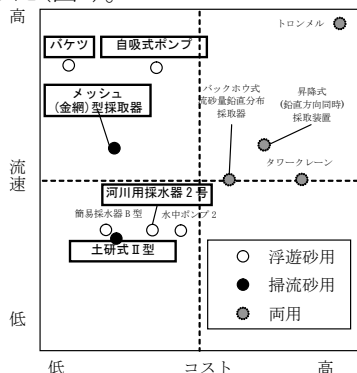 高
トロンメル
バケツ
自吸式ポンプ
メッシュ
(金網)型採取器
バックホウ式
流砂量鉛直分布
採取器
昇降式
(鉛直方向同時)
採取装置
タワークレーン
流速
河川用採水器2号
簡易採水器B型
水中ポンプ2
土研式Ⅱ型
浮遊砂用
掃流砂用
両用
低
低
コスト
高